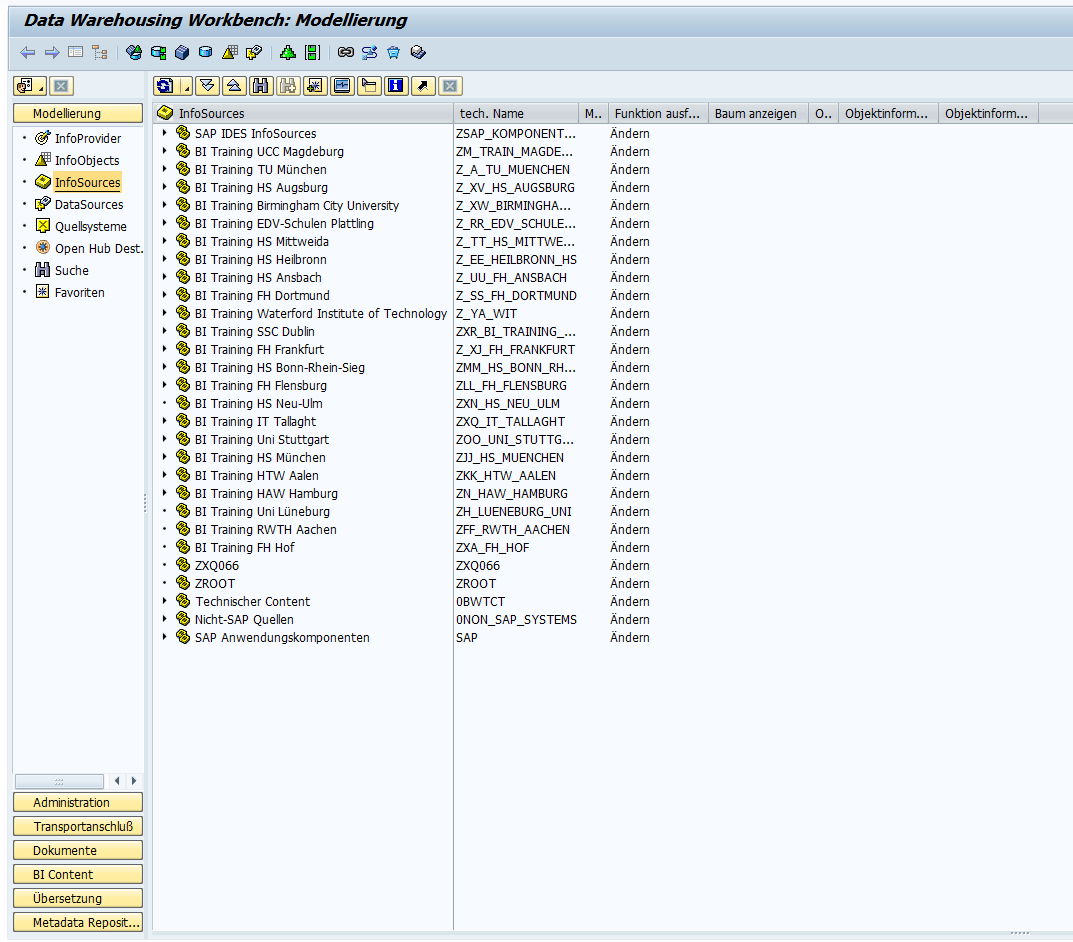 Data Warehousing Workbench: Modellierung
Modellierung
InfoProvider
InfoObjects
InfoSources
DataSources
Quellsysteme
Open Hub Dest.
Suche
Favoriten
Administration
Transportanschluß
Dokumente
BI Content
Übersetzung
Metadata Reposit...
InfoSources tech. Name M.. Funktion ausf... Baum anzeigen O.. Objektinform... Objektinform...
SAP IDES InfoSources ZSAP_KOMPONENT... Ändern
BI Training UCC Magdeburg ZM_TRAIN_MAGDE... Ändern
BI Training TU München Z_A_TU_MUENCHEN Ändern
BI Training HS Augsburg Z_XV_HS_AUGSBURG Ändern
BI Training Birmingham City University Z_XW_BIRMINGHA... Ändern
BI Training EDV-Schulen Plattling Z_RR_EDV_SCHULE... Ändern
BI Training HS Mittweida Z_TT_HS_MITTWE... Ändern
BI Training HS Heilbronn Z_EE_HEILBRONN_HS Ändern
BI Training HS Ansbach Z_UU_FH_ANSBACH Ändern
BI Training FH Dortmund Z_SS_FH_DORTMUND Ändern
BI Training Waterford Institute of Technology Z_YA_WIT Ändern
BI Training SSC Dublin ZXR_BI_TRAINING_... Ändern
BI Training FH Frankfurt Z_XJ_FH_FRANKFURT Ändern
BI Training HS Bonn-Rhein-Sieg ZMM_HS_BONN_RH... Ändern
BI Training FH Flensburg ZLL_FH_FLENSBURG Ändern
BI Training HS Neu-Ulm ZXN_HS_NEU_ULM Ändern
BI Training IT Tallaght ZXQ_IT_TALLAGHT Ändern
BI Training Uni Stuttgart ZOO_UNI_STUTTG... Ändern
BI Training HS München ZJJ_HS_MUENCHEN Ändern
BI Training HTW Aalen ZKK_HTW_AALEN Ändern
BI Training HAW Hamburg ZN_HAW_HAMBURG Ändern
BI Training Uni Lüneburg ZH_LUENEBURG_UNI Ändern
BI Training RWTH Aachen ZFF_RWTH_AACHEN Ändern
BI Training FH Hof ZXA_FH_HOF Ändern
ZXQ066 ZXQ066 Ändern
ZROOT ZROOT Ändern
Technischer Content 0BWTCT Ändern
Nicht-SAP Quellen 0NON_SAP_SYSTEMS Ändern
SAP Anwendungskomponenten SAP Ändern